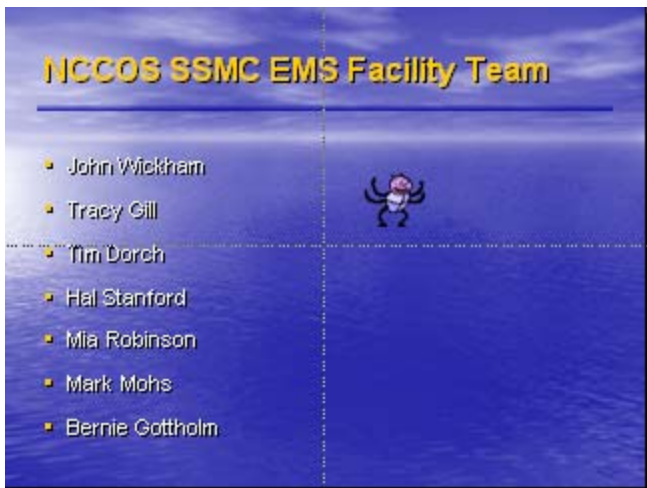 NCCOS SSMC EMS Facility Team
John Wickham
Tracy Gill
Tim Dorch
Hal Stanford
Mia Robinson
Mark Mohs
Bernie Gottholm